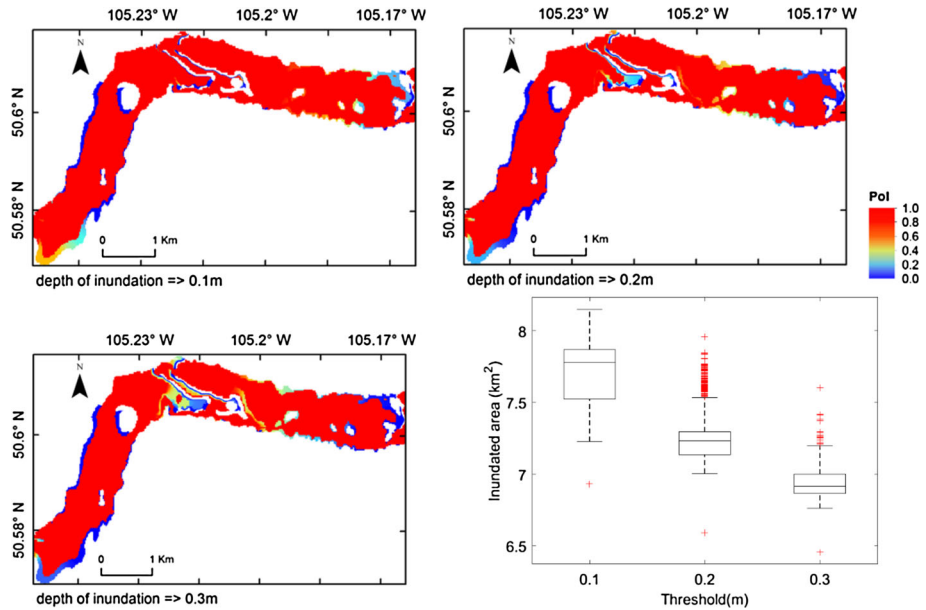 105.23° W 105.2° W 105.17° W
N
50.6° N
50.58° N
0 1 Km
depth of inundation => 0.1m
105.23° W 105.2° W 105.17° W
N
50.6° N
50.58° N
0 1 Km
depth of inundation => 0.2m
PoI
1.0
0.8
0.6
0.4
0.2
0.0
105.23° W 105.2° W 105.17° W
N
50.6° N
50.58° N
0 1 Km
depth of inundation => 0.3m
Inundated area (km²)
8
7.5
7
6.5
0.1 0.2 0.3
Threshold(m)